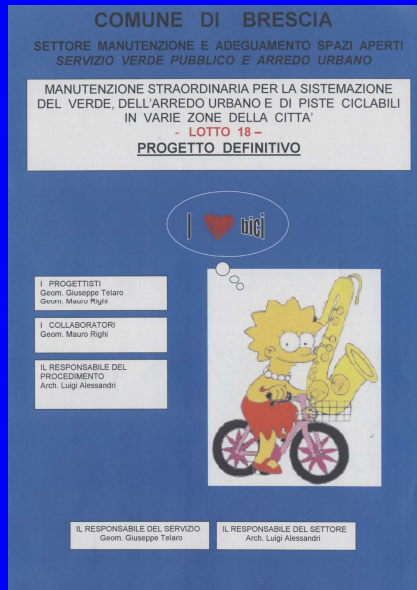 COMUNE DI BRESCIA
SETTORE MANUTENZIONE E ADEGUAMENTO SPAZI APERTI
SERVIZIO VERDE PUBBLICO E ARREDO URBANO
MANUTENZIONE STRAORDINARIA PER LA SISTEMAZIONE
DEL VERDE, DELL'ARREDO URBANO E DI PISTE CICLABILI
IN VARIE ZONE DELLA CITTA'
- LOTTO 18 –
PROGETTO DEFINITIVO
I bici
I PROGETTISTI
Geom. Giuseppe Telaro
Geom. Mauro Righi
I COLLABORATORI
Geom. Mauro Righi
IL RESPONSABILE DEL
PROCEDIMENTO
Arch. Luigi Alessandri
IL RESPONSABILE DEL SERVIZIO
Geom. Giuseppe Telaro
IL RESPONSABILE DEL SETTORE
Arch. Luigi Alessandri